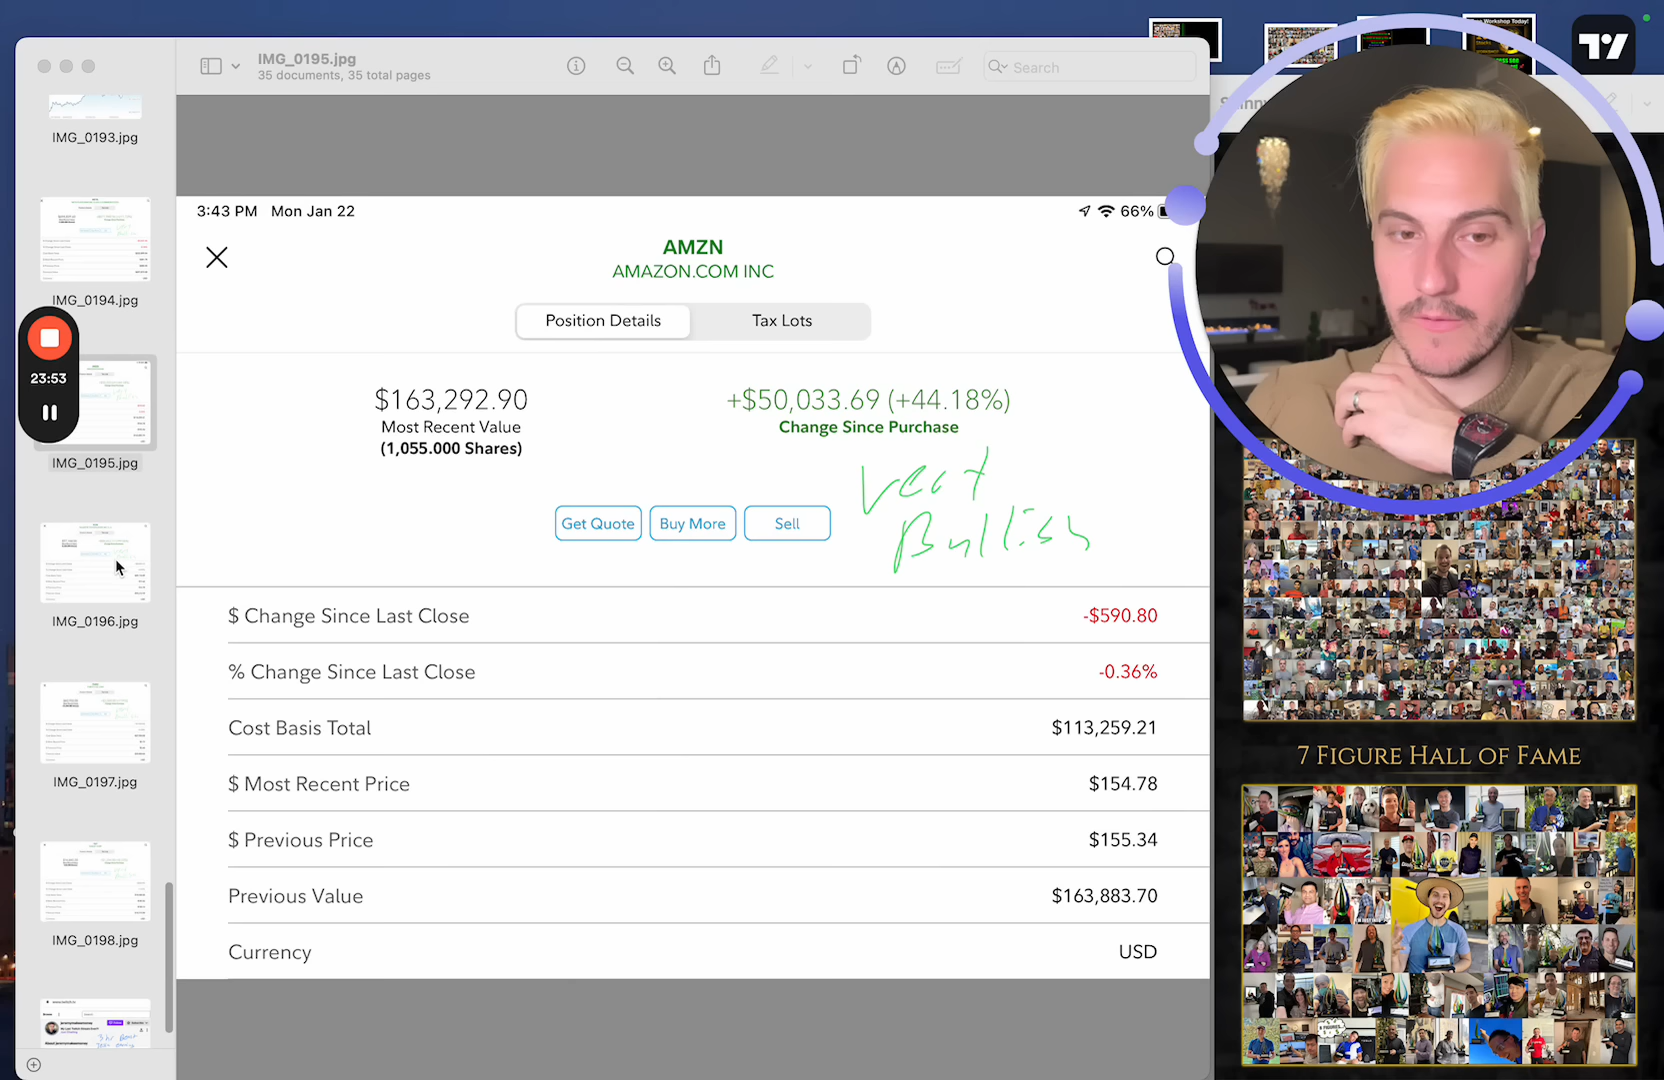 IMG_0195.jpg
35 documents, 35 total pages
Search
IMG_0193.jpg
IMG_0194.jpg
23:53
IMG_0195.jpg
IMG_0196.jpg
IMG_0197.jpg
IMG_0198.jpg
3:43 PM Mon Jan 22
66%
AMZN
AMAZON.COM INC
Position Details
Tax Lots
$163,292.90
Most Recent Value
(1,055.000 Shares)
+$50,033.69 (+44.18%)
Change Since Purchase
Bullish
Get Quote
Buy More
Sell
$ Change Since Last Close
-$590.80
% Change Since Last Close
-0.36%
Cost Basis Total
$113,259.21
$ Most Recent Price
$154.78
$ Previous Price
$155.34
Previous Value
$163,883.70
Currency
USD
Workshop Today!
7 Figure Hall of Fame